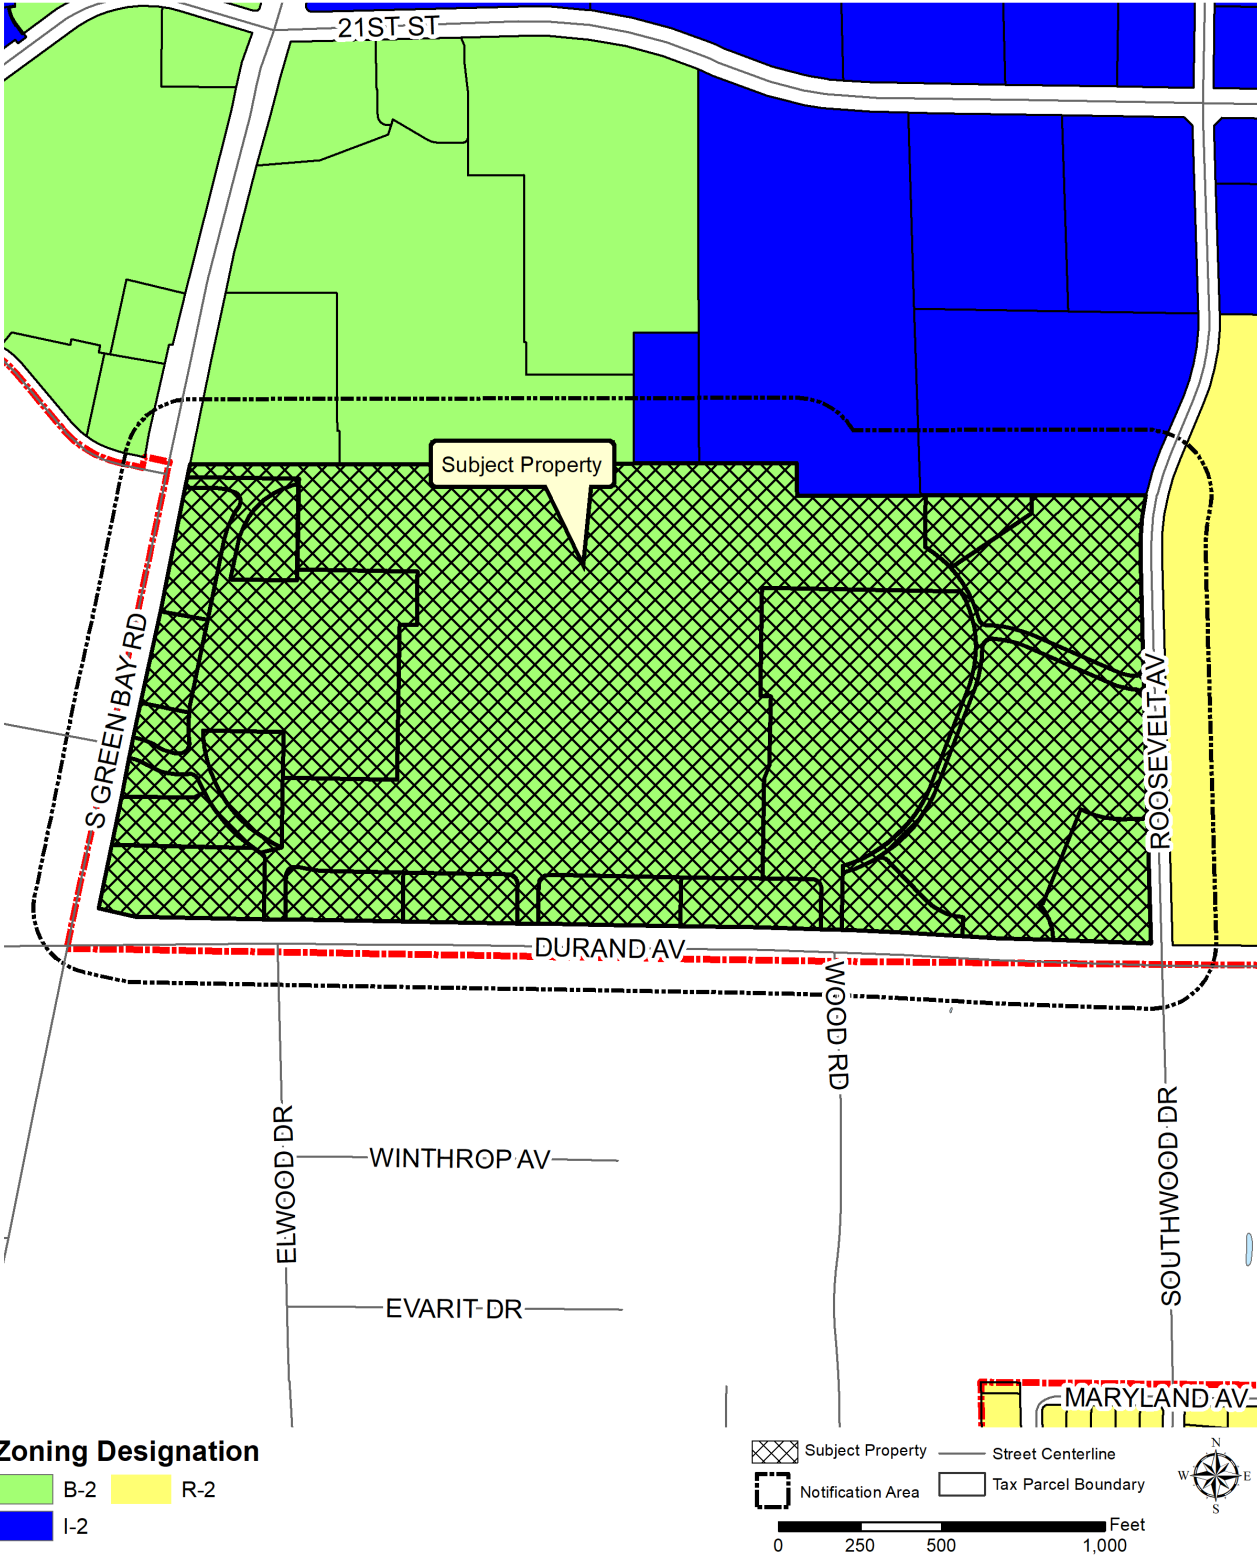 21ST ST
Subject Property
S GREEN BAY RD
ROOSEVELT AV
DURAND AV
WOOD RD
ELWOOD DR
WINTHROP AV
SOUTHWOOD DR
EVARIT DR
MARYLAND AV
Zoning Designation
B-2
R-2
I-2
Subject Property
Street Centerline
Notification Area
Tax Parcel Boundary
N
W
E
S
Feet
0 250 500 1,000